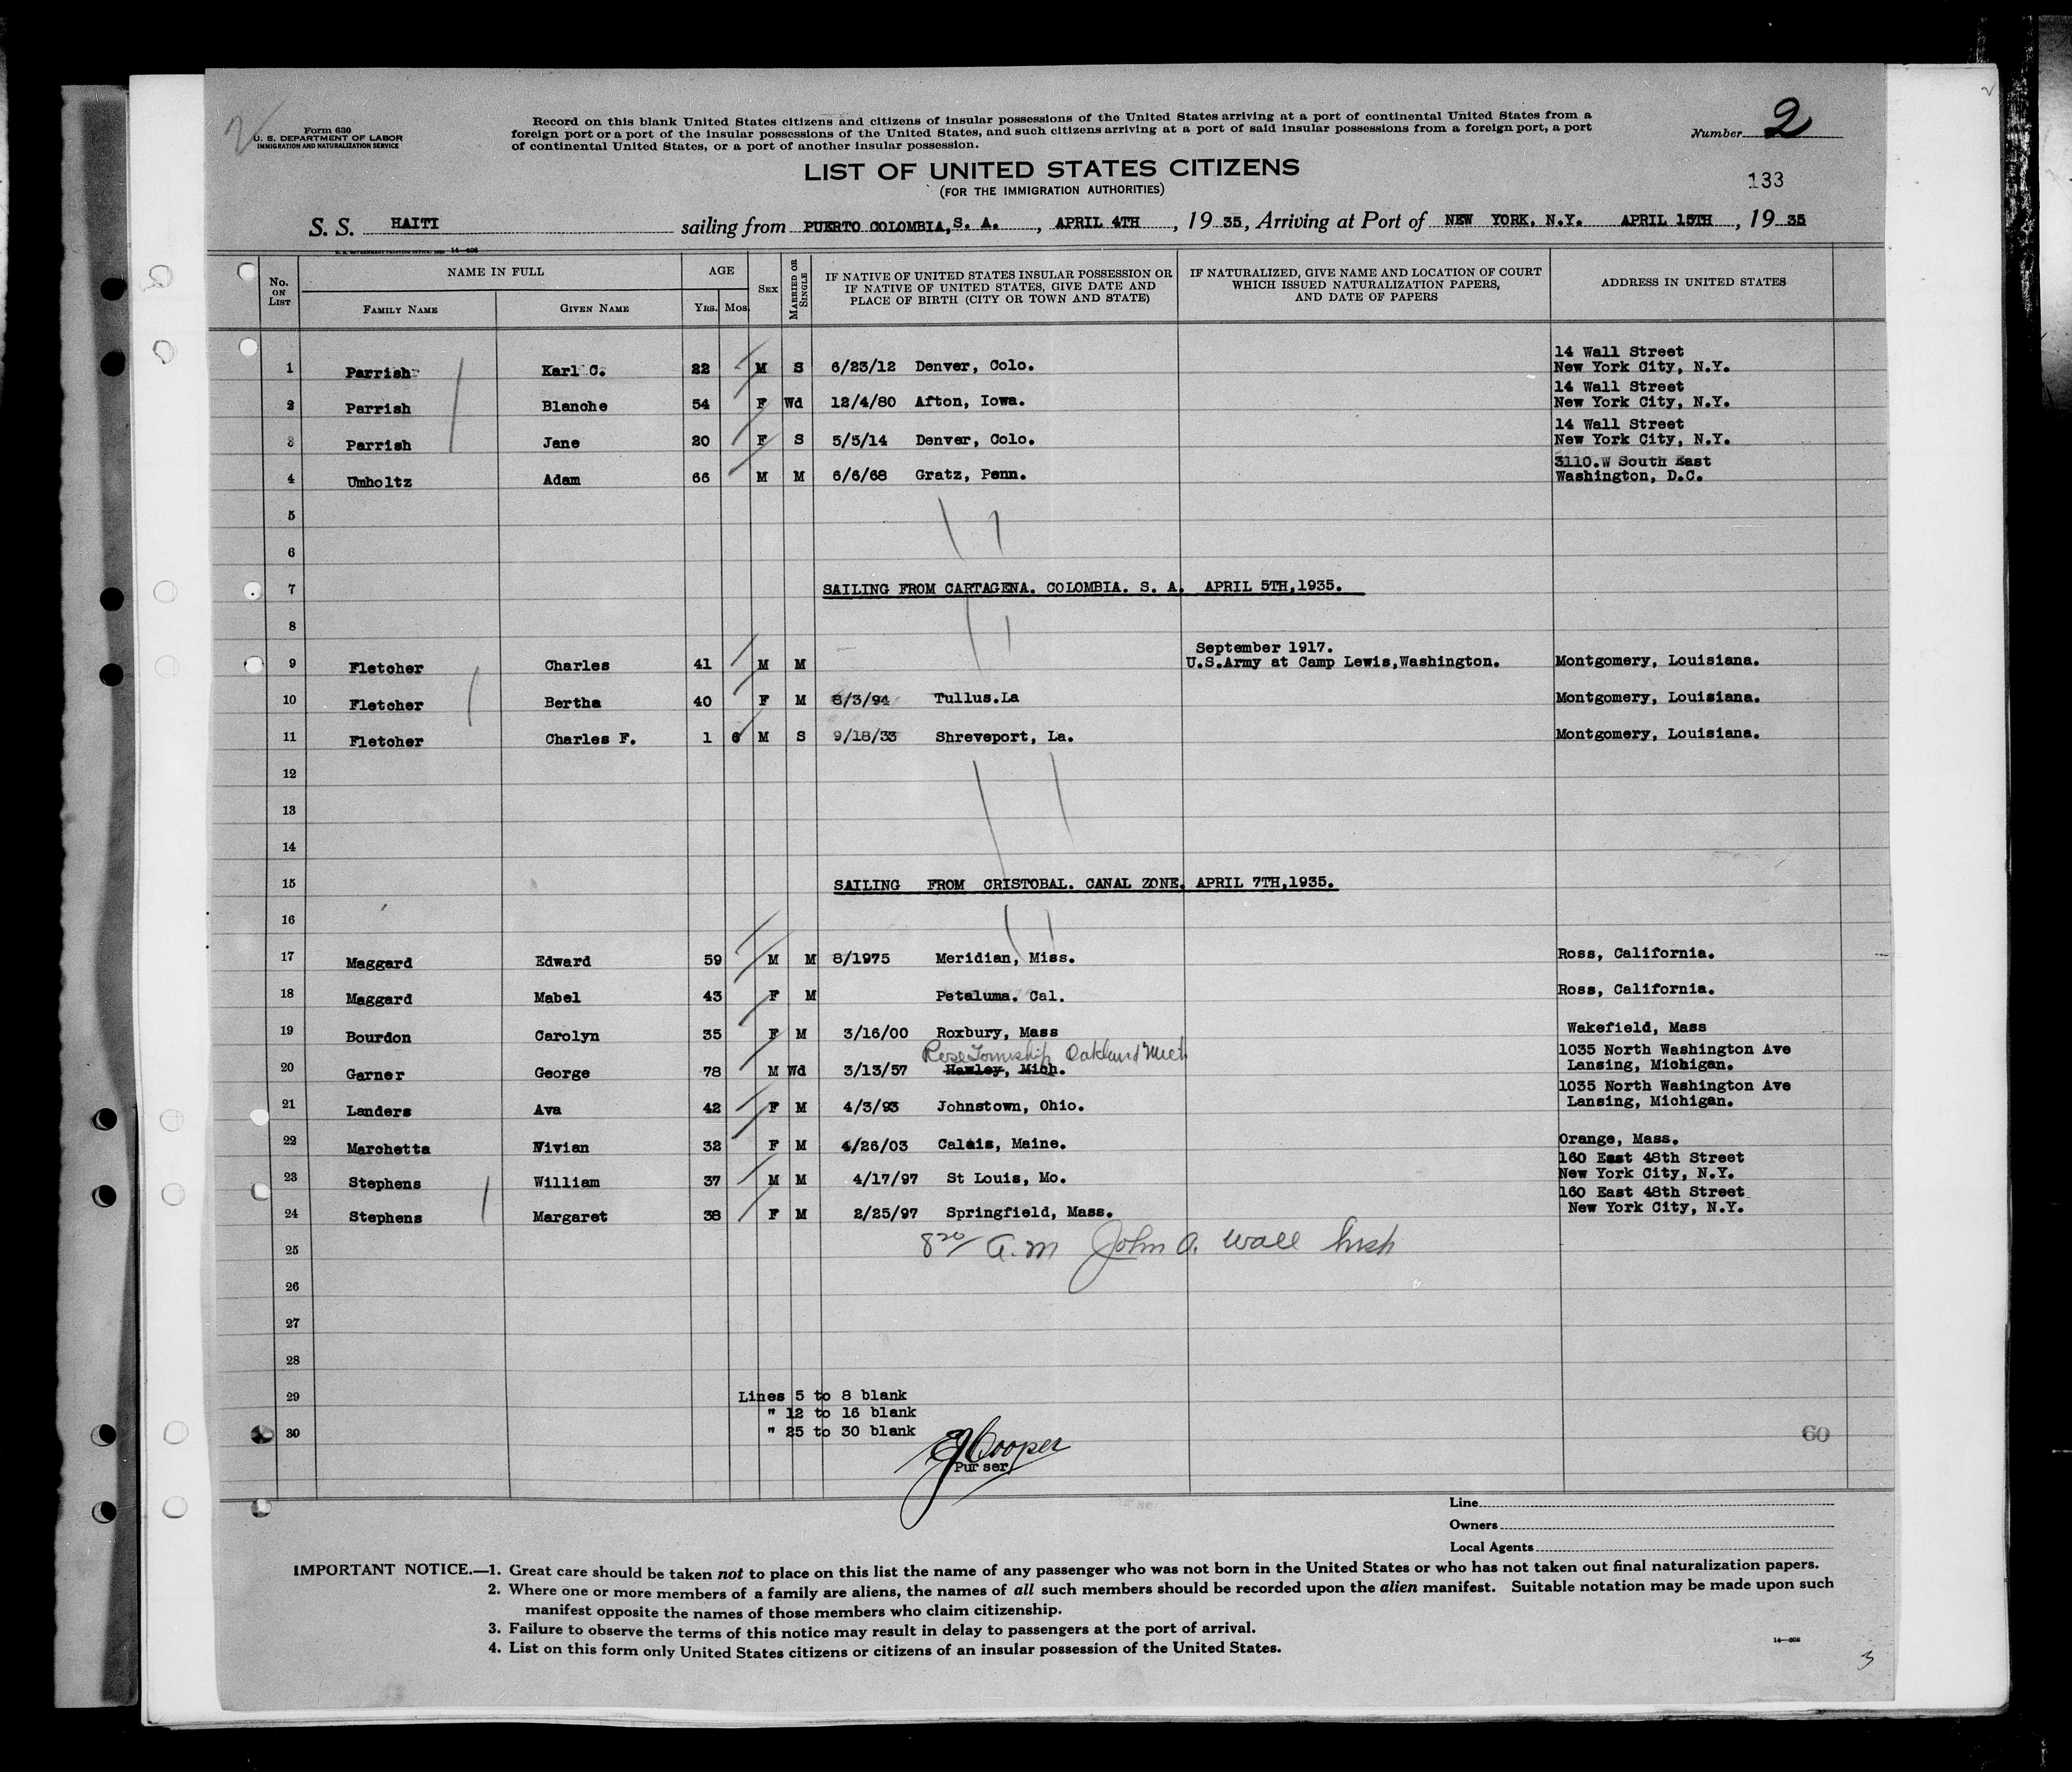 2
Form 630
U. S. DEPARTMENT OF LABOR
IMMIGRATION AND NATURALIZATION SERVICE
Record on this blank United States citizens and citizens of insular possessions of the United States arriving at a port of continental United States from a
foreign port or a port of the insular possessions of the United States, and such citizens arriving at a port of said insular possessions from a foreign port, a port
of continental United States, or a port of another insular possession.
Number 2
LIST OF UNITED STATES CITIZENS
(FOR THE IMMIGRATION AUTHORITIES)
133
S. S. HAITI sailing from PUERTO COLOMBIA, S. A. , APRIL 4TH , 19 35, Arriving at Port of NEW YORK. N.Y. APRIL 15TH , 19 35
No. ON LIST
NAME IN FULL
FAMILY NAME GIVEN NAME
AGE
YRS. MOS.
SEX
MARRIED OR SINGLE
IF NATIVE OF UNITED STATES INSULAR POSSESSION OR
IF NATIVE OF UNITED STATES, GIVE DATE AND
PLACE OF BIRTH (CITY OR TOWN AND STATE)
IF NATURALIZED, GIVE NAME AND LOCATION OF COURT
WHICH ISSUED NATURALIZATION PAPERS,
AND DATE OF PAPERS
ADDRESS IN UNITED STATES
14 Wall Street
1 Parrish Karl C. 22 M S 6/23/12 Denver, Colo. New York City, N.Y.
14 Wall Street
2 Parrish Blanche 54 F Wd 12/4/80 Afton, Iowa. New York City, N.Y.
14 Wall Street
3 Parrish Jane 20 F S 5/5/14 Denver, Colo. New York City, N.Y.
3110.W South East
4 Umholtz Adam 66 M M 6/6/68 Gratz, Penn. Washington, D.C.
5
6
7 SAILING FROM CARTAGENA. COLOMBIA. S. A. APRIL 5TH,1935.
8
September 1917.
9 Fletcher Charles 41 M M U.S.Army at Camp Lewis,Washington. Montgomery, Louisiana.
10 Fletcher Bertha 40 F M 8/3/94 Tullus.La Montgomery, Louisiana.
11 Fletcher Charles F. 1 6 M S 9/18/33 Shreveport, La. Montgomery, Louisiana.
12
13
14
15 SAILING FROM CRISTOBAL. CANAL ZONE. APRIL 7TH,1935.
16
17 Maggard Edward 59 M M 8/1975 Meridian, Miss. Ross, California.
18 Maggard Mabel 43 F M Petaluma. Cal. Ross, California.
19 Bourdon Carolyn 35 F M 3/16/00 Roxbury, Mass Wakefield, Mass
Rose Township Oakland Mich
1035 North Washington Ave
20 Garner George 78 M Wd 3/13/57 Hawley, Mich. Lansing, Michigan.
1035 North Washington Ave
21 Landers Ava 42 F M 4/3/93 Johnstown, Ohio. Lansing, Michigan.
22 Marchetta Vivian 32 F M 4/26/03 Calais, Maine. Orange, Mass.
160 East 48th Street
23 Stephens William 37 M M 4/17/97 St Louis, Mo. New York City, N.Y.
160 East 48th Street
24 Stephens Margaret 38 F M 2/25/97 Springfield, Mass. New York City, N.Y.
25 8 20/ a.m John A. Wall Insp
26
27
28
29 Lines 5 to 8 blank
" 12 to 16 blank
30 " 25 to 30 blank
60
EJ Cooper
Purser
Line
Owners
Local Agents
IMPORTANT NOTICE.—1. Great care should be taken not to place on this list the name of any passenger who was not born in the United States or who has not taken out final naturalization papers.
2. Where one or more members of a family are aliens, the names of all such members should be recorded upon the alien manifest. Suitable notation may be made upon such
manifest opposite the names of those members who claim citizenship.
3. Failure to observe the terms of this notice may result in delay to passengers at the port of arrival.
4. List on this form only United States citizens or citizens of an insular possession of the United States.
14—608
3